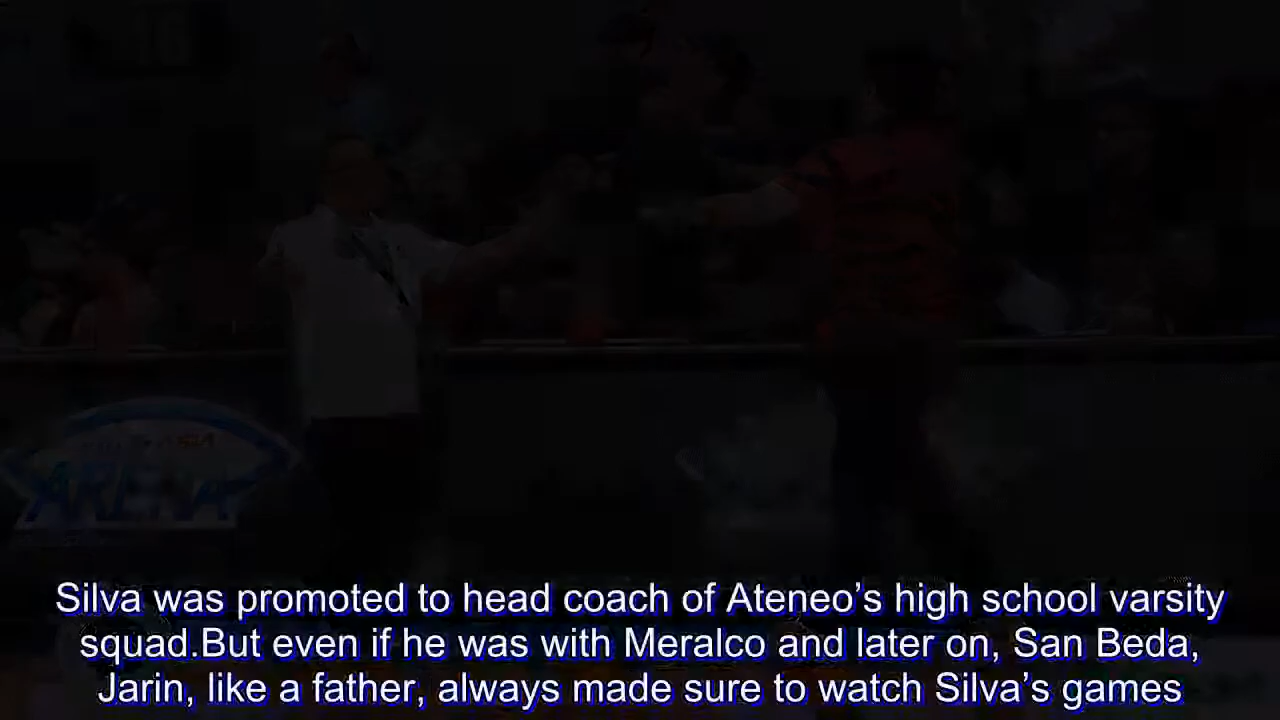 ARENA
Silva was promoted to head coach of Ateneo’s high school varsity
squad.But even if he was with Meralco and later on, San Beda,
Jarin, like a father, always made sure to watch Silva’s games